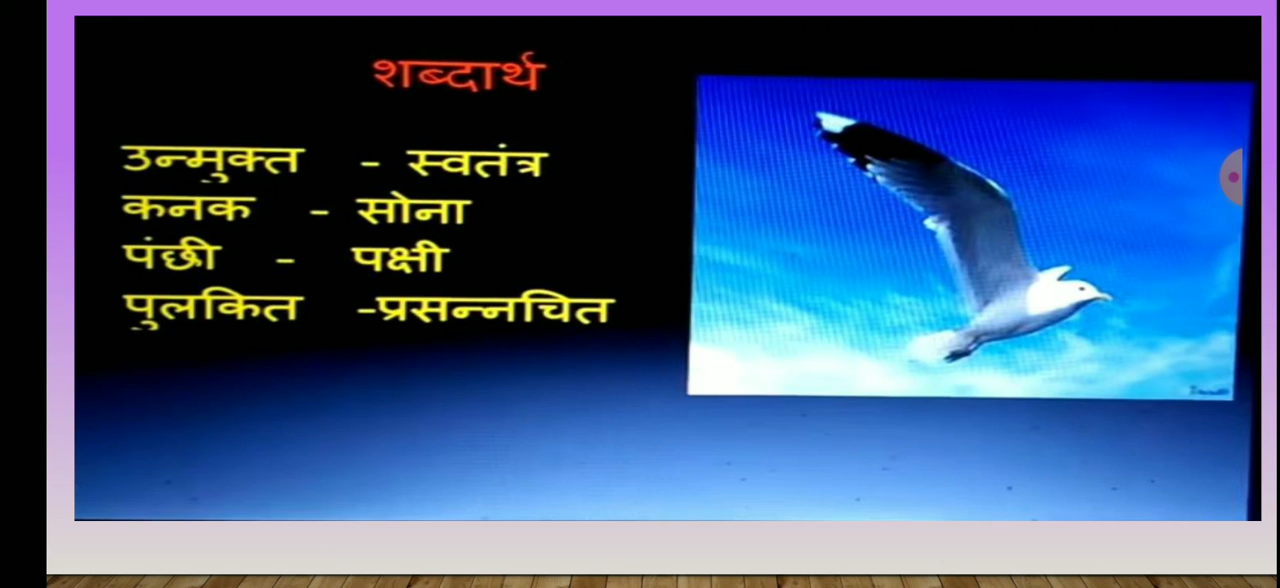 शब्दार्थ
उन्मुक्त - स्वतंत्र
कनक - सोना
पंछी - पक्षी
पुलकित -प्रसन्नचित